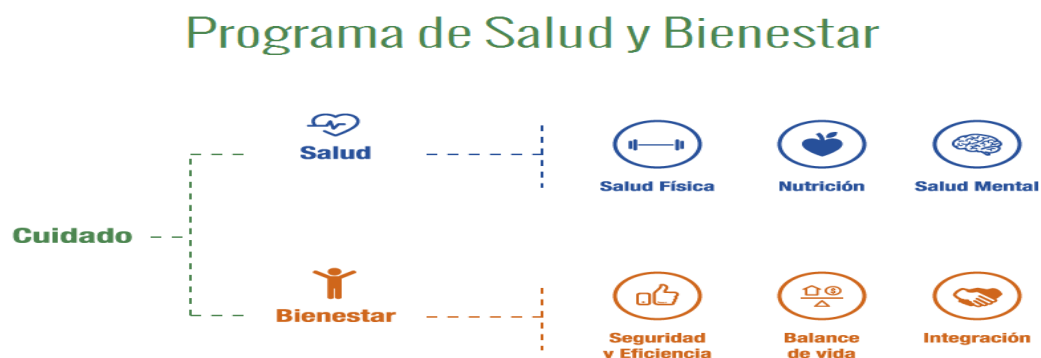 Programa de Salud y Bienestar
Salud
Salud Física
Nutrición
Salud Mental
Cuidado
Bienestar
Seguridad
y Eficiencia
Balance
de vida
Integración